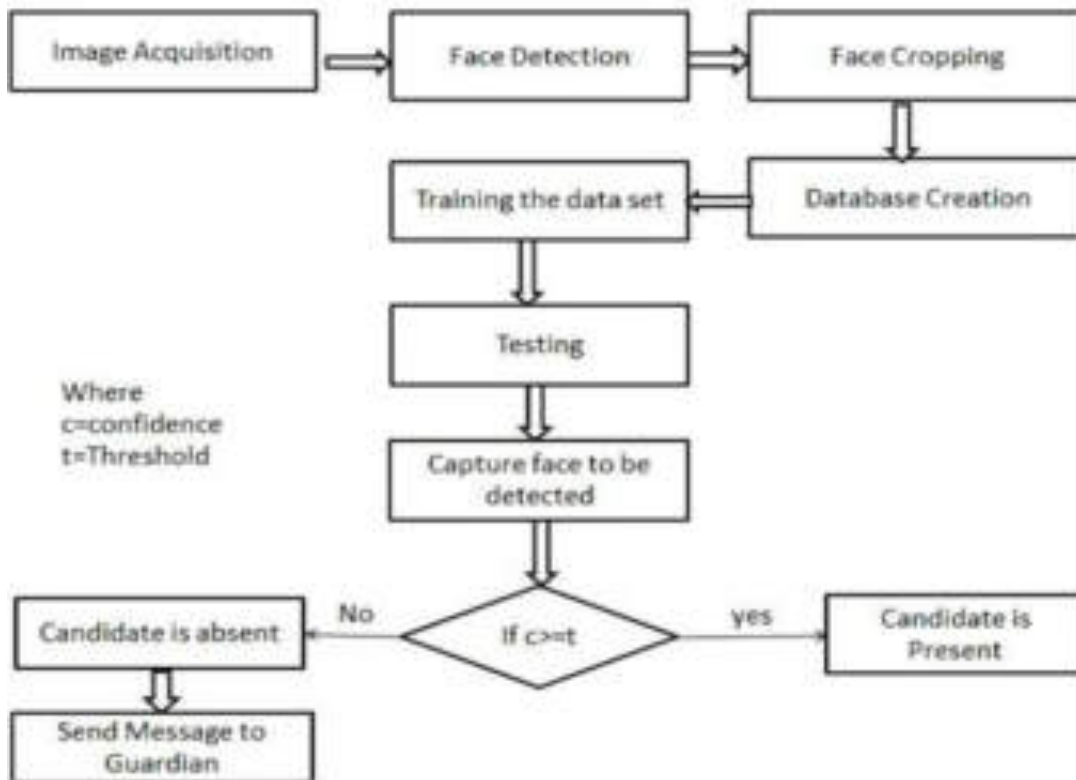 Image Acquisition
Face Detection
Face Cropping
Database Creation
Training the data set
Testing
Where
c=confidence
t=Threshold
Capture face to be
detected
If c>=t
No
yes
Candidate is absent
Candidate is
Present
Send Message to
Guardian